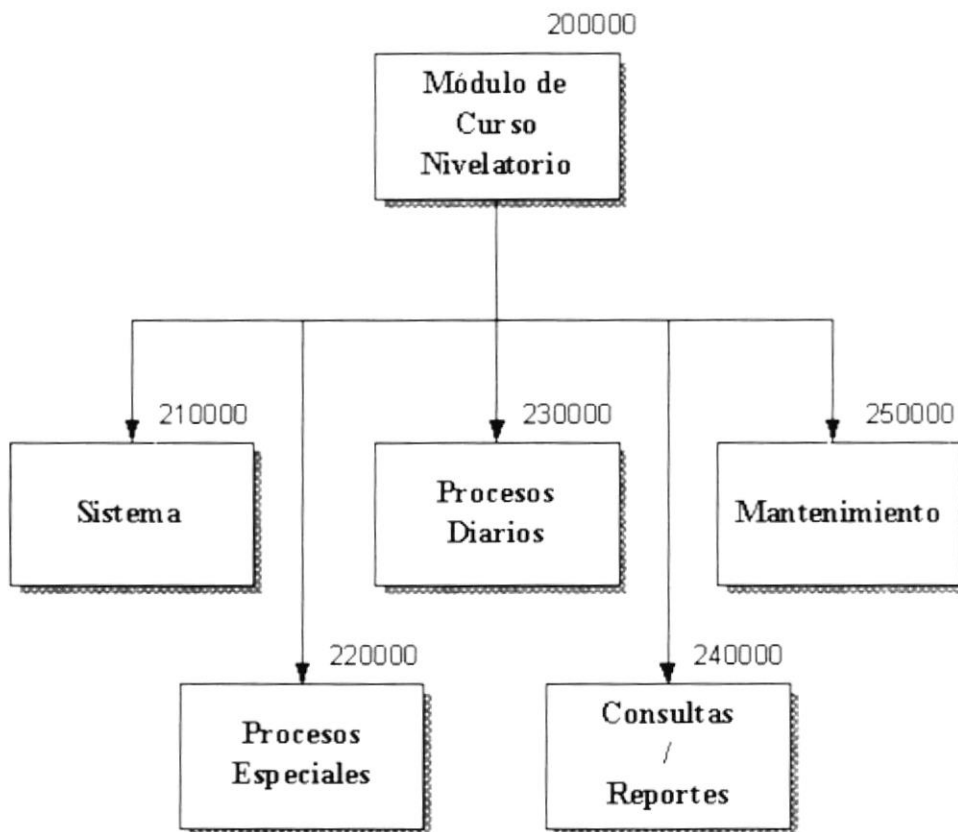 200000
Módulo de
Curso
Nivelatorio
210000
Sistema
230000
Procesos
Diarios
250000
Mantenimiento
220000
Procesos
Especiales
240000
Consultas
/
Reportes